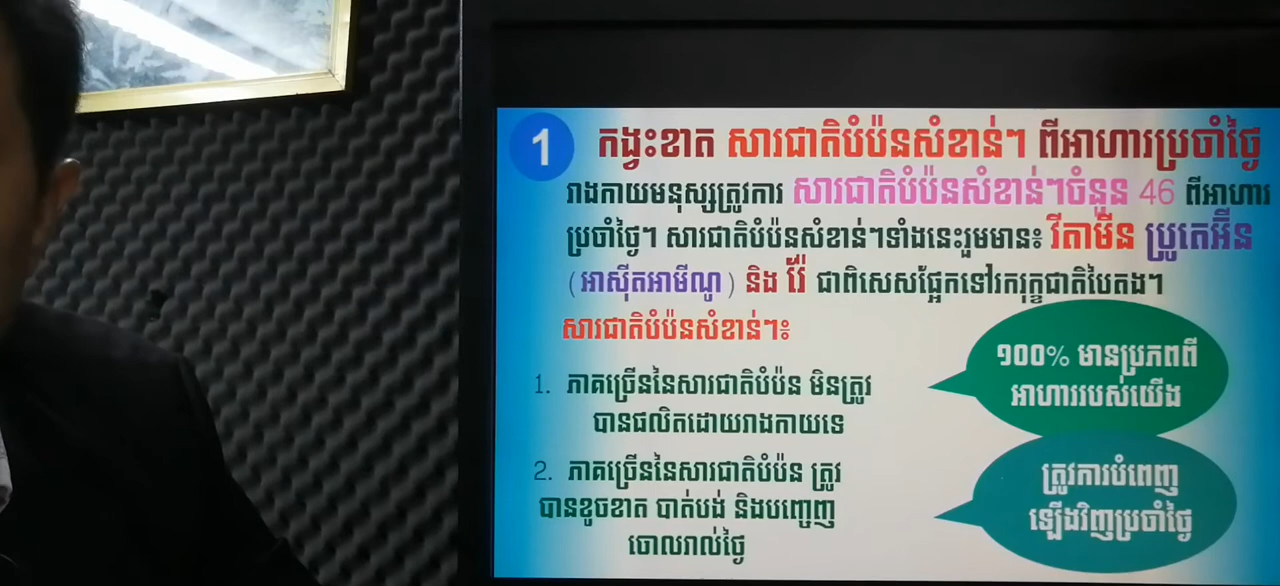 1 កង្វះខាត សារជាតិបំប៉នសំខាន់ៗ ពីអាហារប្រចាំថ្ងៃ
រាងកាយមនុស្សត្រូវការ សារជាតិបំប៉នសំខាន់ៗចំនួន 46 ពីអាហារ
ប្រចាំថ្ងៃ។ សារជាតិបំប៉នសំខាន់ៗទាំងនេះរួមមាន៖ វីតាមីន ប្រូតេអ៊ីន
(អាស៊ីតអាមីណូ) និង រ៉ែ ជាពិសេសផ្អែកទៅរករុក្ខជាតិបៃតង។
សារជាតិបំប៉នសំខាន់ៗ៖
1. ភាគច្រើននៃសារជាតិបំប៉ន មិនត្រូវ
បានផលិតដោយរាងកាយទេ
១០០% មានប្រភពពី
អាហាររបស់យើង
2. ភាគច្រើននៃសារជាតិបំប៉ន ត្រូវ
បានខូចខាត បាក់បង់ និងបញ្ចេញ
ចោលរាល់ថ្ងៃ
ត្រូវការបំពេញ
ឡើងវិញប្រចាំថ្ងៃ